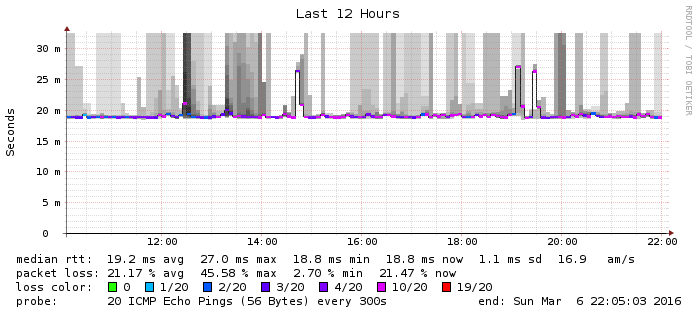 Last 12 Hours
RRDTOOL / TOBI OETIKER
Seconds
30 m
25 m
20 m
15 m
10 m
5 m
0
12:00 14:00 16:00 18:00 20:00 22:00
median rtt: 19.2 ms avg 27.0 ms max 18.8 ms min 18.8 ms now 1.1 ms sd 16.9 am/s
packet loss: 21.17 % avg 45.58 % max 2.70 % min 21.47 % now
loss color: 0 1/20 2/20 3/20 4/20 10/20 19/20
probe: 20 ICMP Echo Pings (56 Bytes) every 300s end: Sun Mar 6 22:05:03 2016